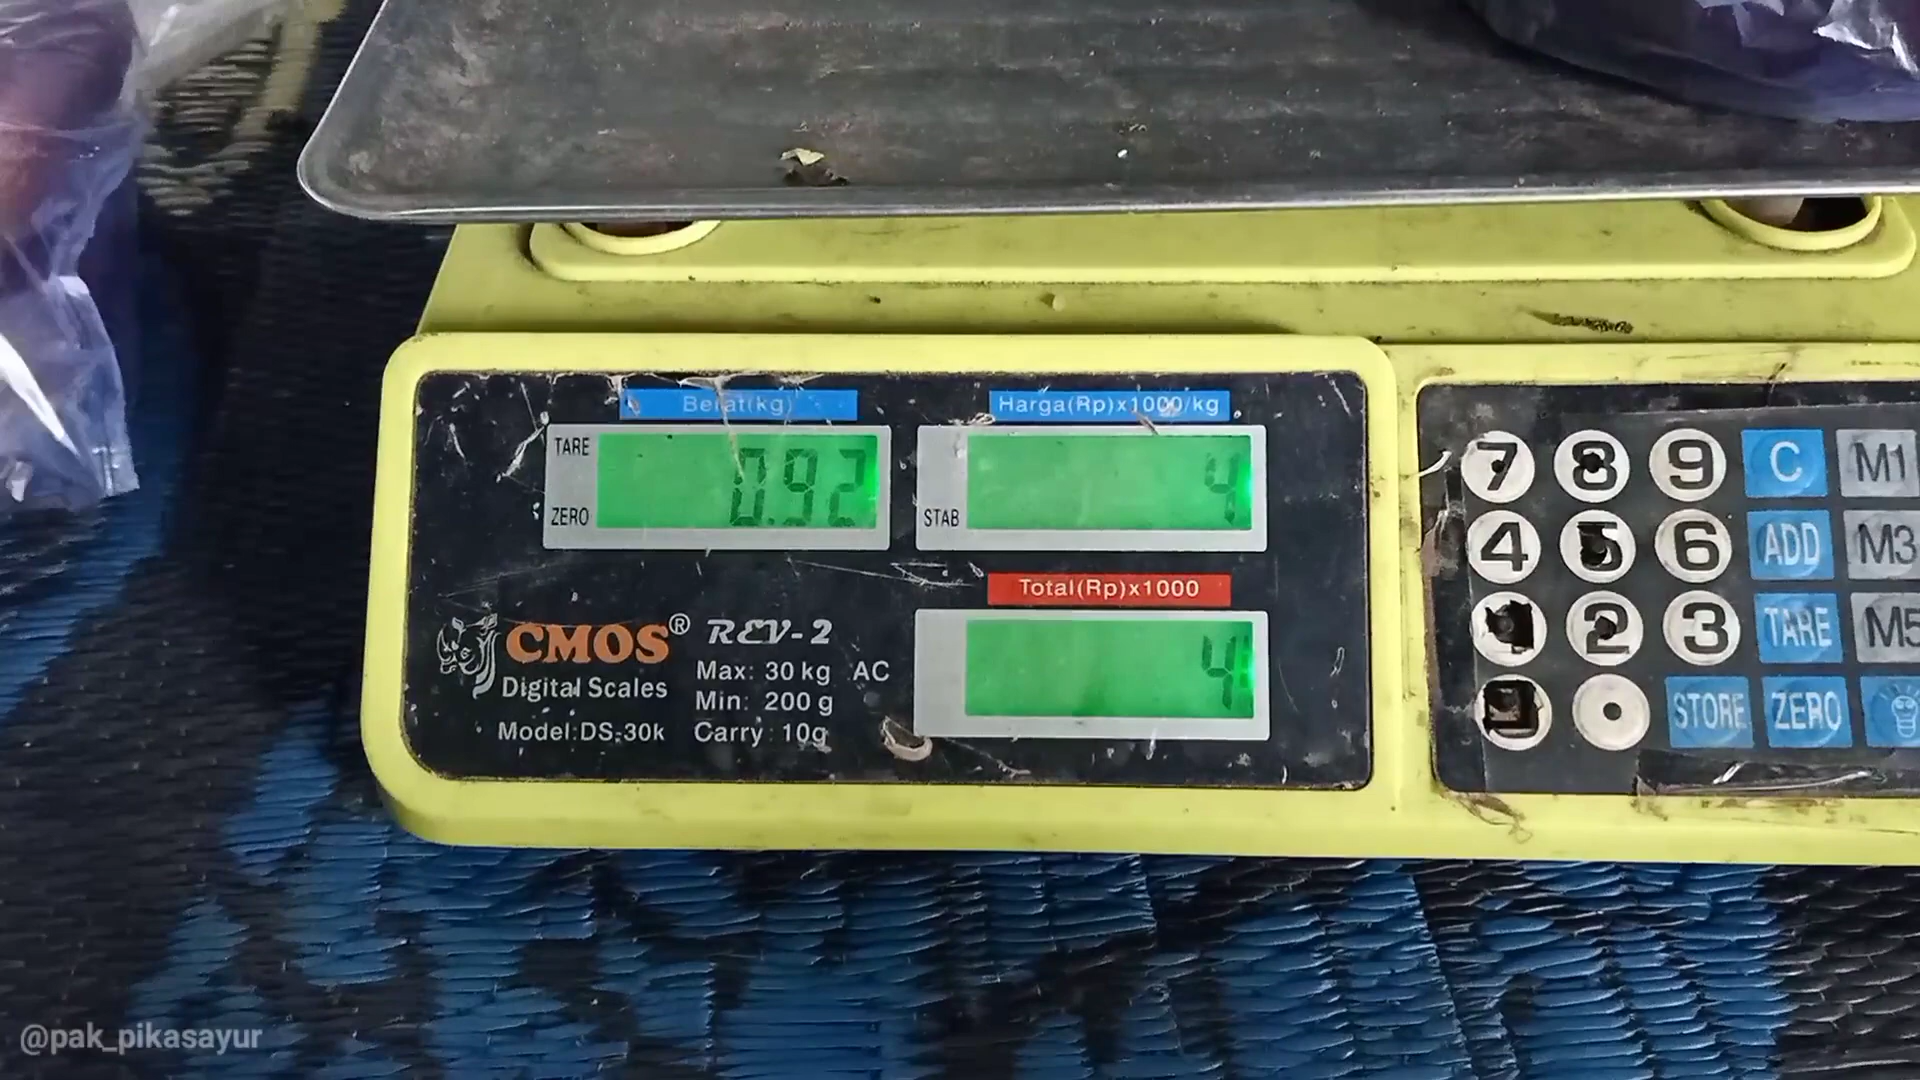 Berat(kg)
Harga(Rp)x1000/kg
TARE
ZERO
0.92
STAB
4
Total(Rp)x1000
4
CMOS® REV-2
Digital Scales
Model:DS-30k
Max: 30 kg AC
Min: 200 g
Carry: 10g
7 8 9 C M1
4 5 6 ADD M3
2 3 TARE M5
STORE ZERO
@pak_pikasayur